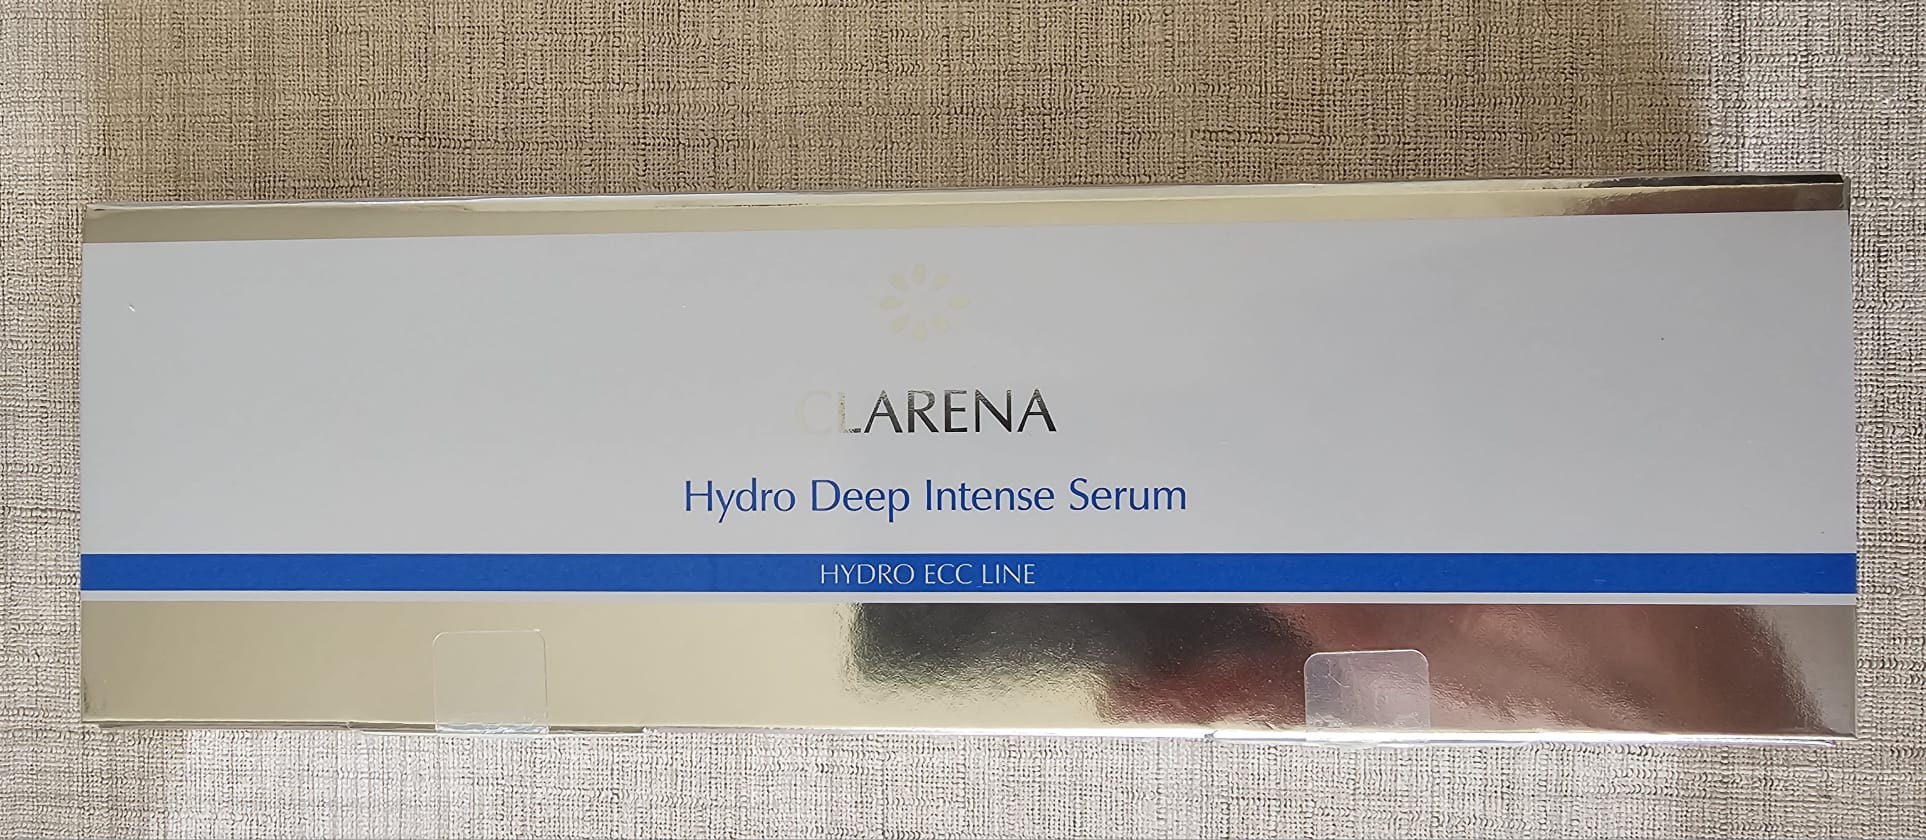 CLARENA
Hydro Deep Intense Serum
HYDRO ECC LINE